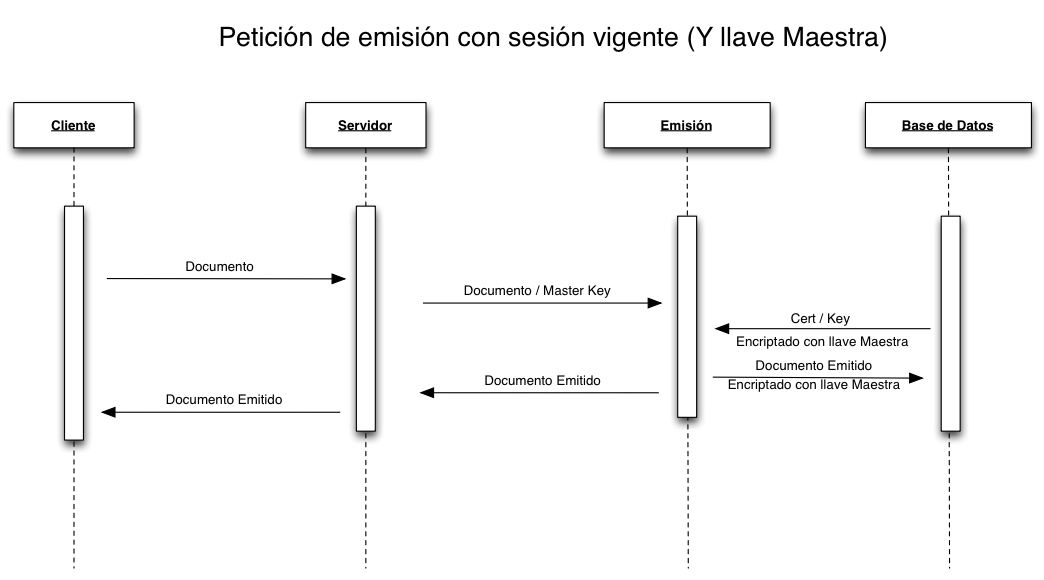 Petición de emisión con sesión vigente (Y llave Maestra)
Cliente
Servidor
Emisión
Base de Datos
Documento
Documento / Master Key
Cert / Key
Encriptado con llave Maestra
Documento Emitido
Encriptado con llave Maestra
Documento Emitido
Documento Emitido